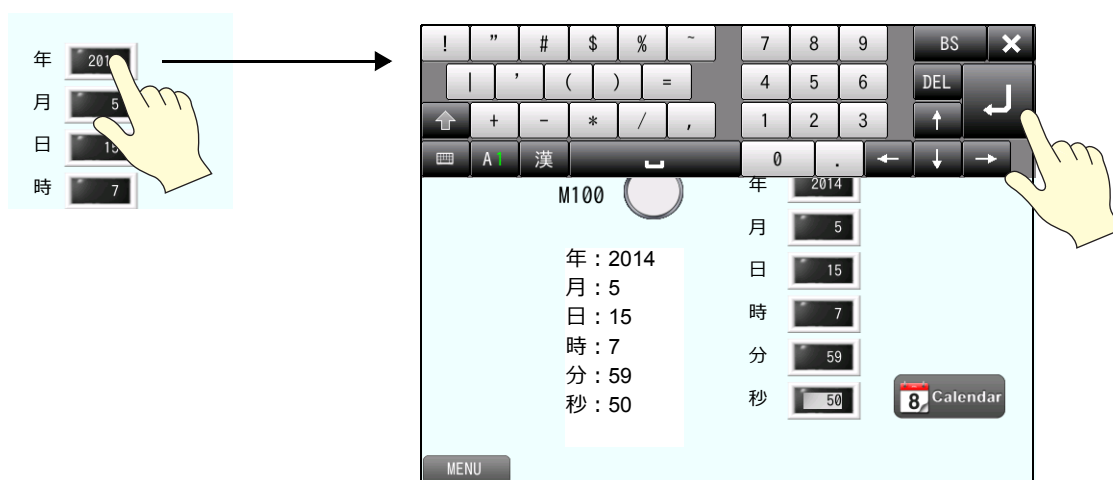 年 201
月 5
日 15
時 7
! ” # $ % ~ 7 8 9 BS ×
| ’ ( ) = 4 5 6 DEL
+ - * / , 1 2 3 ↑
A1 漢 0 . ← ↓ →
M100
年 2014
月 5
日 15
時 7
分 59
秒 50
年：2014
月：5
日：15
時：7
分：59
秒：50
8 Calendar
MENU